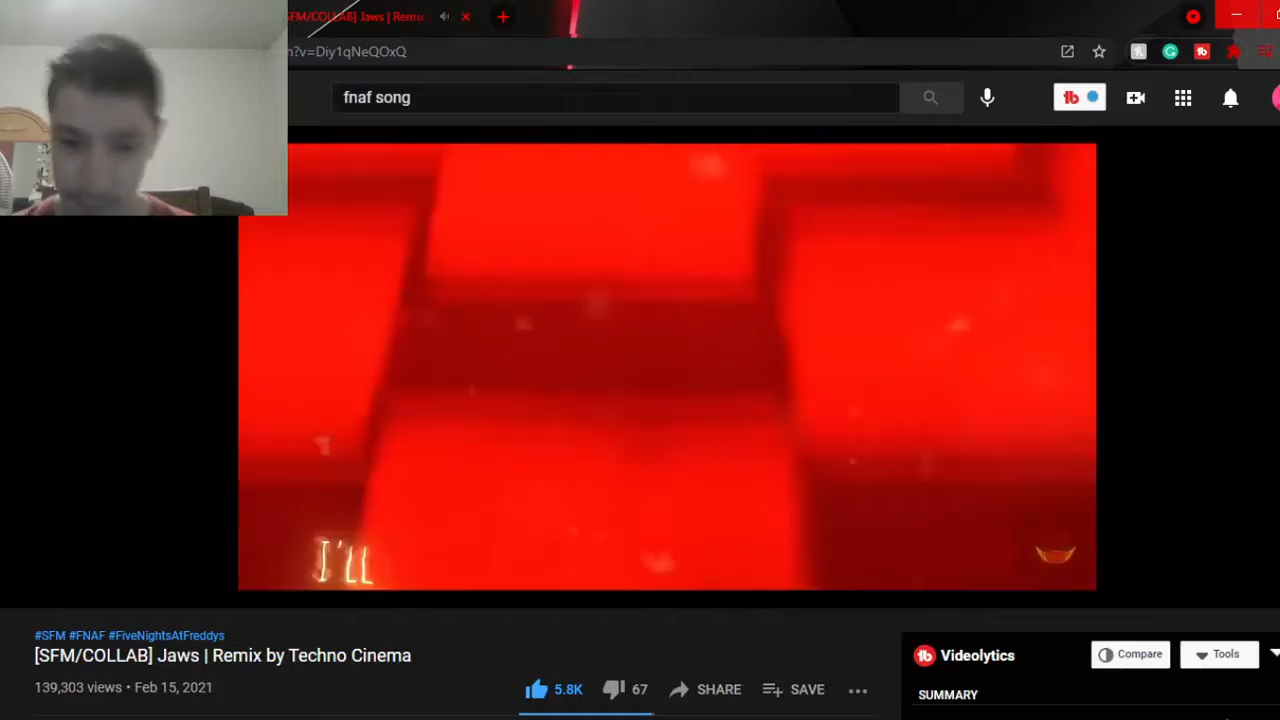 [SFM/COLLAB] Jaws | Remix
?v=Diy1qNeQOxQ
fnaf song
I'LL
#SFM #FNAF #FiveNightsAtFreddys
[SFM/COLLAB] Jaws | Remix by Techno Cinema
139,303 views • Feb 15, 2021
5.8K 67 SHARE SAVE
Videolytics Compare Tools
SUMMARY